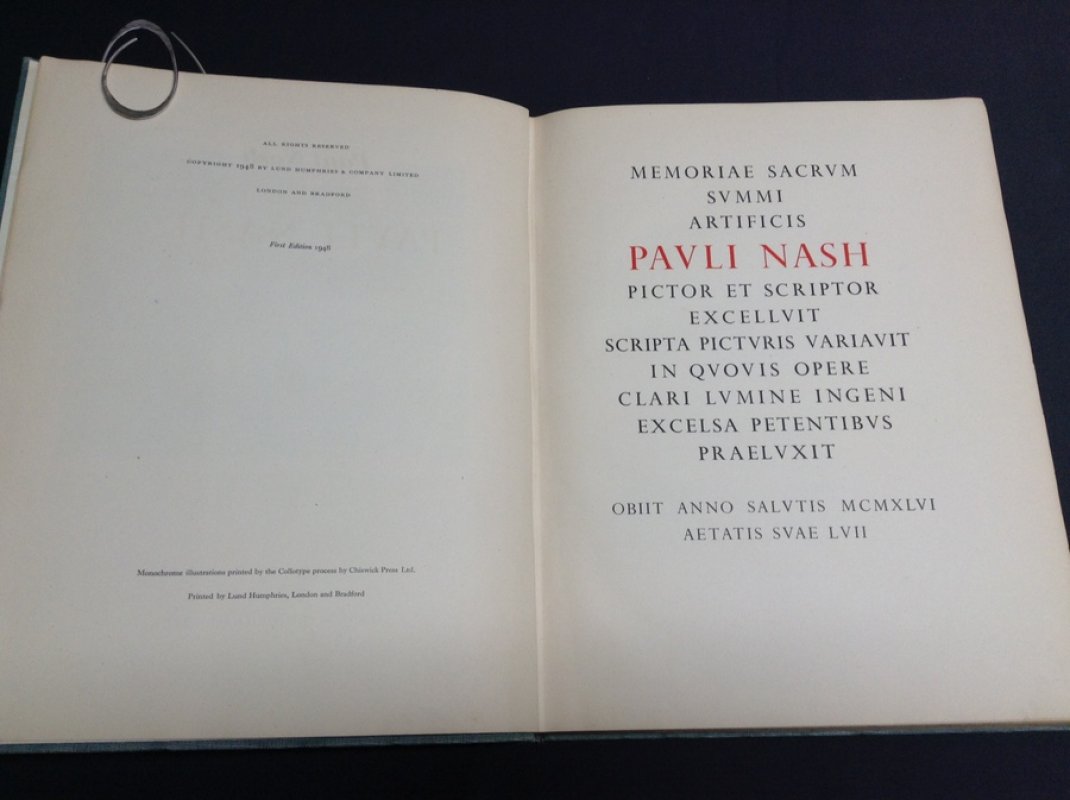 ALL RIGHTS RESERVED
COPYRIGHT 1948 BY LUND HUMPHRIES & COMPANY LIMITED
LONDON AND BRADFORD
First Edition 1948
Monochrome illustrations printed by the Collotype process by Chiswick Press Ltd.
Printed by Lund Humphries, London and Bradford
MEMORIAE SACRVM
SVMMI
ARTIFICIS
PAVLI NASH
PICTOR ET SCRIPTOR
EXCELLVIT
SCRIPTA PICTVRIS VARIAVIT
IN QVOVIS OPERE
CLARI LVMINE INGENI
EXCELSA PETENTIBVS
PRAELVXIT
OBIIT ANNO SALVTIS MCMXLVI
AETATIS SVAE LVII